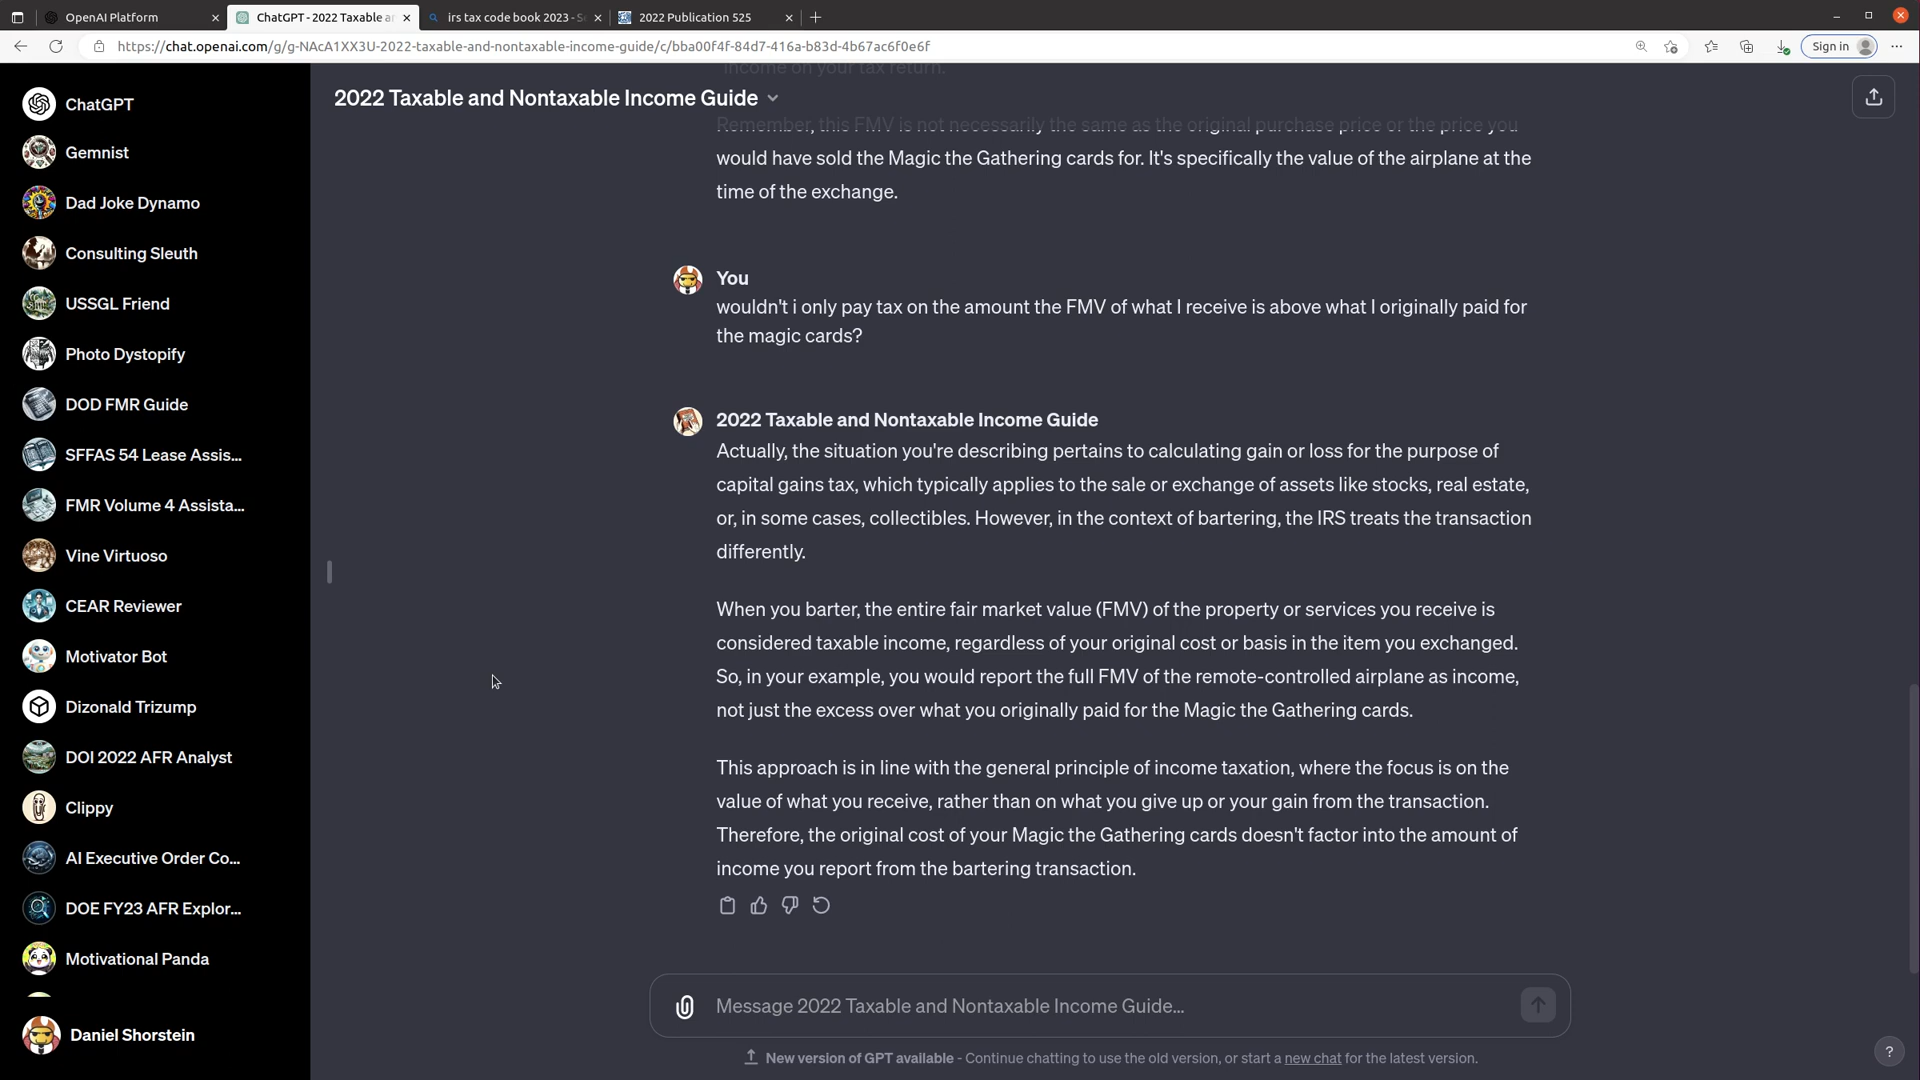 OpenAI Platform
ChatGPT - 2022 Taxable a
irs tax code book 2023 - S
2022 Publication 525
https://chat.openai.com/g/g-NAcA1XX3U-2022-taxable-and-nontaxable-income-guide/c/bba00f4f-84d7-416a-b83d-4b67ac6f0e6f
Sign in
ChatGPT
Gemnist
Dad Joke Dynamo
Consulting Sleuth
USSGL Friend
Photo Dystopify
DOD FMR Guide
SFFAS 54 Lease Assis...
FMR Volume 4 Assista...
Vine Virtuoso
CEAR Reviewer
Motivator Bot
Dizonald Trizump
DOI 2022 AFR Analyst
Clippy
AI Executive Order Co...
DOE FY23 AFR Explor...
Motivational Panda
Daniel Shorstein
income on your tax return.
2022 Taxable and Nontaxable Income Guide
Remember, this FMV is not necessarily the same as the original purchase price or the price you
would have sold the Magic the Gathering cards for. It's specifically the value of the airplane at the
time of the exchange.
You
wouldn't i only pay tax on the amount the FMV of what I receive is above what I originally paid for
the magic cards?
2022 Taxable and Nontaxable Income Guide
Actually, the situation you're describing pertains to calculating gain or loss for the purpose of
capital gains tax, which typically applies to the sale or exchange of assets like stocks, real estate,
or, in some cases, collectibles. However, in the context of bartering, the IRS treats the transaction
differently.
When you barter, the entire fair market value (FMV) of the property or services you receive is
considered taxable income, regardless of your original cost or basis in the item you exchanged.
So, in your example, you would report the full FMV of the remote-controlled airplane as income,
not just the excess over what you originally paid for the Magic the Gathering cards.
This approach is in line with the general principle of income taxation, where the focus is on the
value of what you receive, rather than on what you give up or your gain from the transaction.
Therefore, the original cost of your Magic the Gathering cards doesn't factor into the amount of
income you report from the bartering transaction.
Message 2022 Taxable and Nontaxable Income Guide...
New version of GPT available - Continue chatting to use the old version, or start a new chat for the latest version.
?